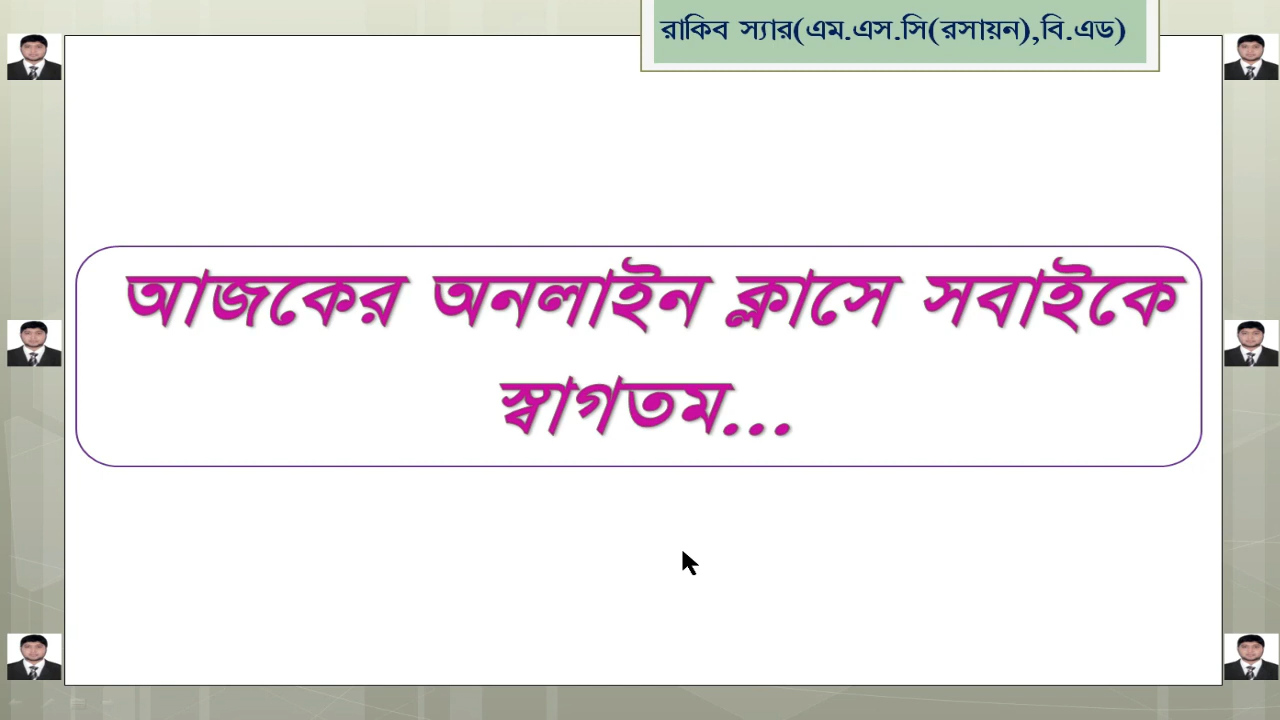 রাকিব স্যার(এম.এস.সি(রসায়ন),বি.এড)
আজকের অনলাইন ক্লাসে সবাইকে
স্বাগতম...